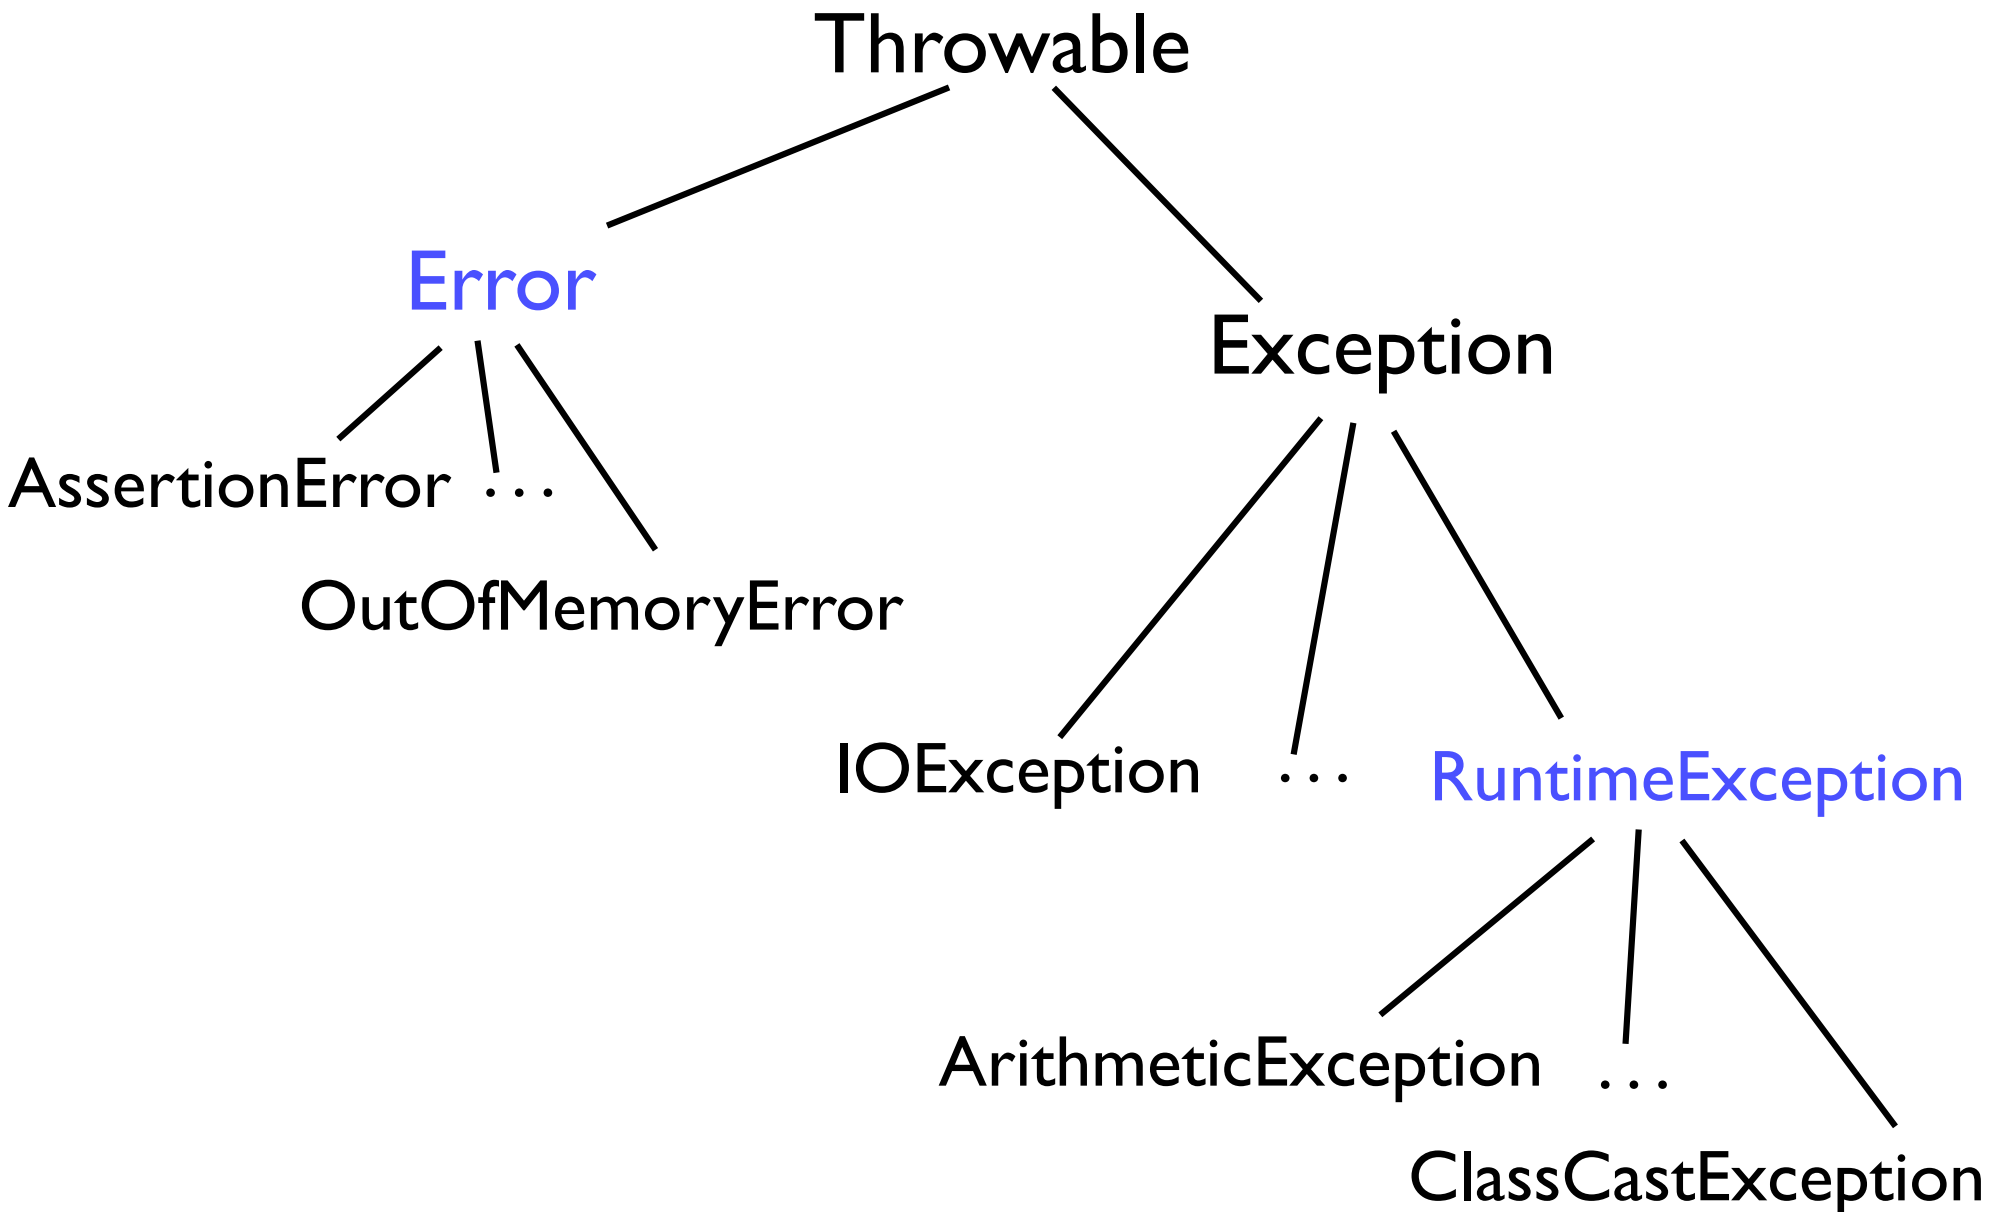 Throwable
Error
Exception
AssertionError ...
OutOfMemoryError
IOException ... RuntimeException
ArithmeticException ...
ClassCastException